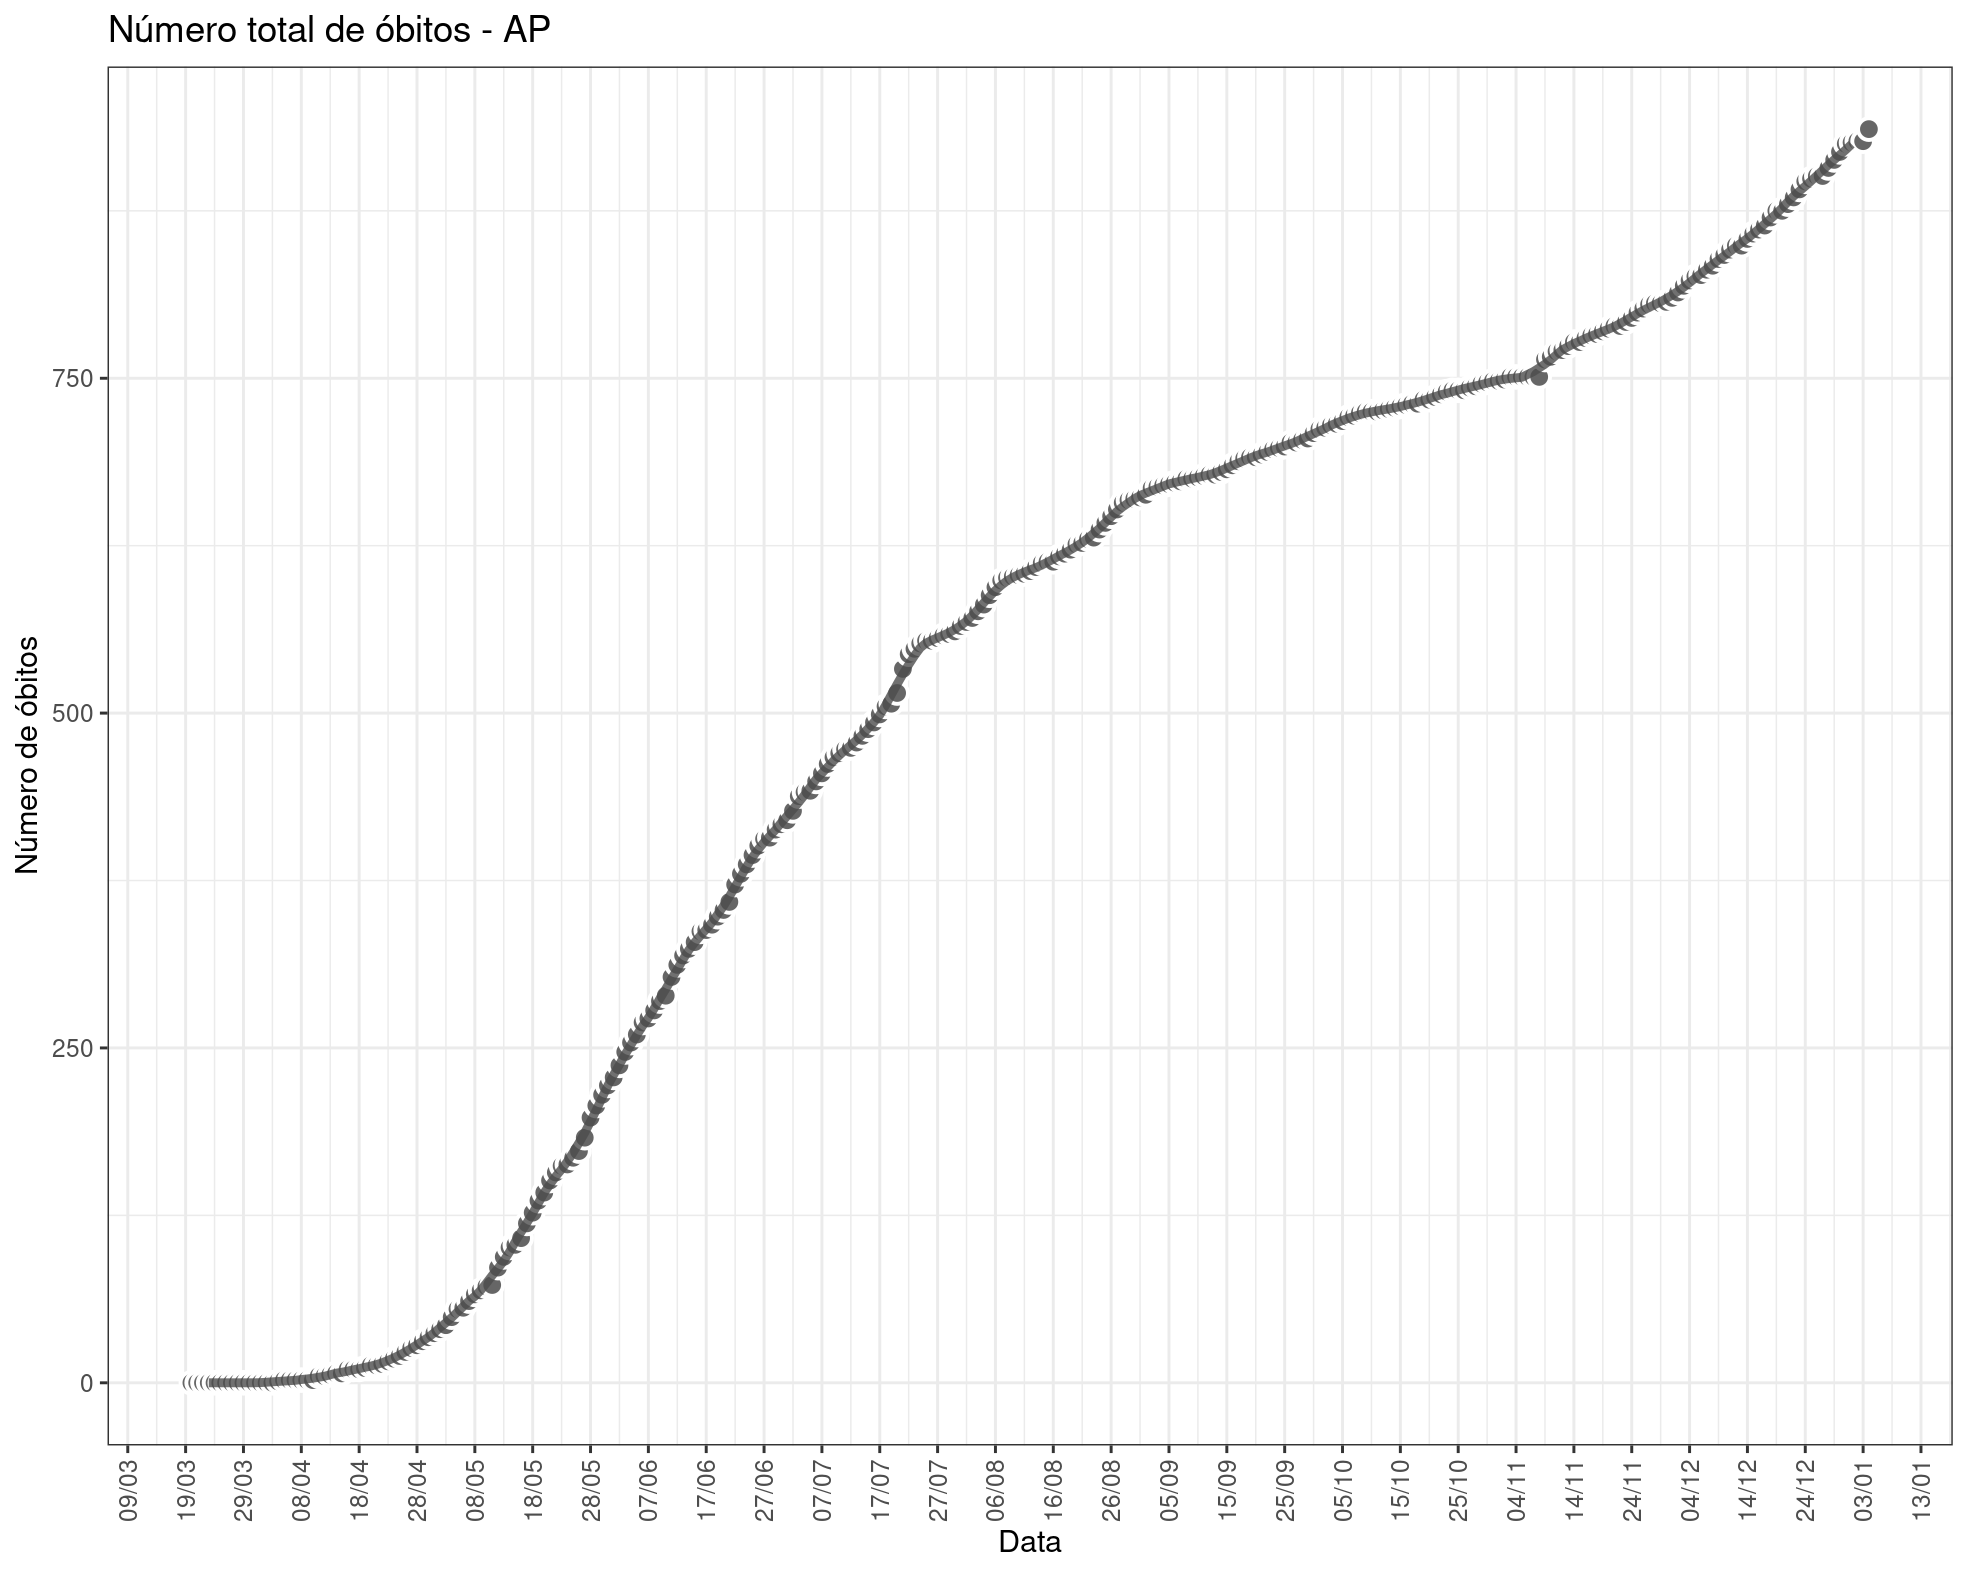 Número total de óbitos - AP
Número de óbitos
750
500
250
0
09/03 19/03 29/03 08/04 18/04 28/04 08/05 18/05 28/05 07/06 17/06 27/06 07/07 17/07 27/07 06/08 16/08 26/08 05/09 15/09 25/09 05/10 15/10 25/10 04/11 14/11 24/11 04/12 14/12 24/12 03/01 13/01
Data